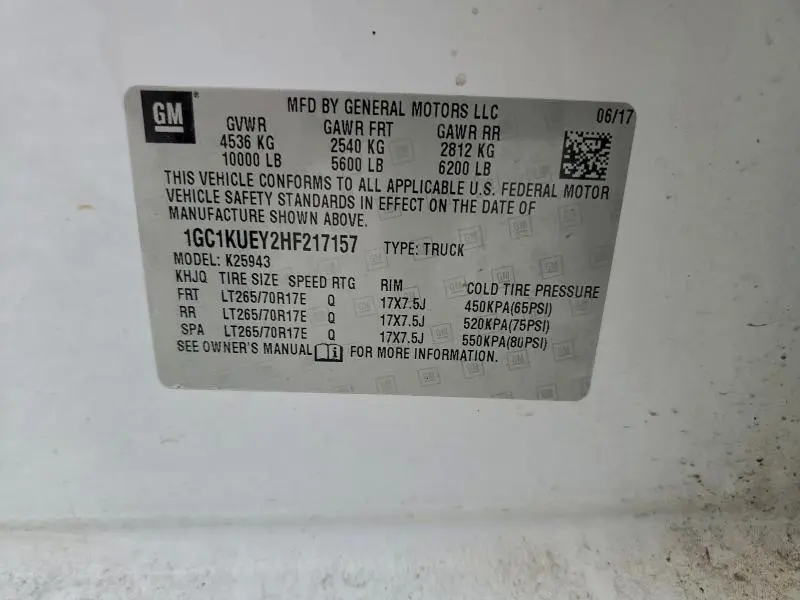 GM ®
MFD BY GENERAL MOTORS LLC 06/17
GVWR GAWR FRT GAWR RR
4536 KG 2540 KG 2812 KG
10000 LB 5600 LB 6200 LB
THIS VEHICLE CONFORMS TO ALL APPLICABLE U.S. FEDERAL MOTOR
VEHICLE SAFETY STANDARDS IN EFFECT ON THE DATE OF
MANUFACTURE SHOWN ABOVE.
1GC1KUEY2HF217157 TYPE: TRUCK
MODEL: K25943
KHJQ TIRE SIZE SPEED RTG RIM COLD TIRE PRESSURE
FRT LT265/70R17E Q 17X7.5J 450KPA(65PSI)
RR LT265/70R17E Q 17X7.5J 520KPA(75PSI)
SPA LT265/70R17E Q 17X7.5J 550KPA(80PSI)
SEE OWNER'S MANUAL FOR MORE INFORMATION.